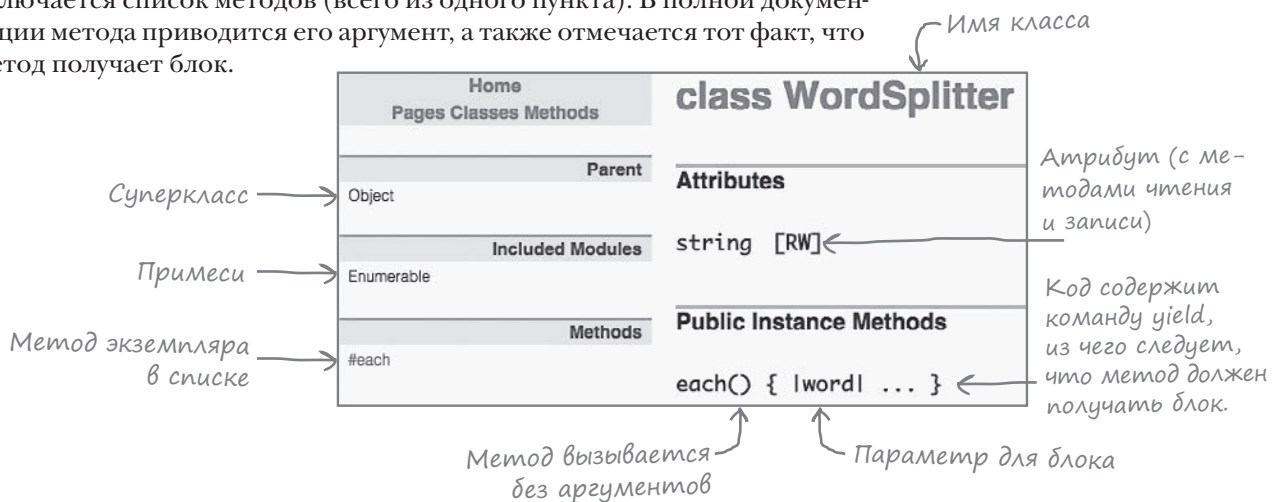 лючается список методов (всего из одного пункта). В полной докумен-
ции метода приводится его аргумент, а также отмечается тот факт, что
етод получает блок.
Имя класса
Home
Pages Classes Methods
class WordSplitter
Суперкласс
Parent
Object
Attributes
string [RW]
Атрибут (с ме-
тодами чтения
и записи)
Примеси
Included Modules
Enumerable
Метод экземпляра
в списке
Methods
#each
Public Instance Methods
each() { |word| ... }
Код содержит
команду yield,
из чего следует,
что метод должен
получать блок.
Метод вызывается
без аргументов
Параметр для блока